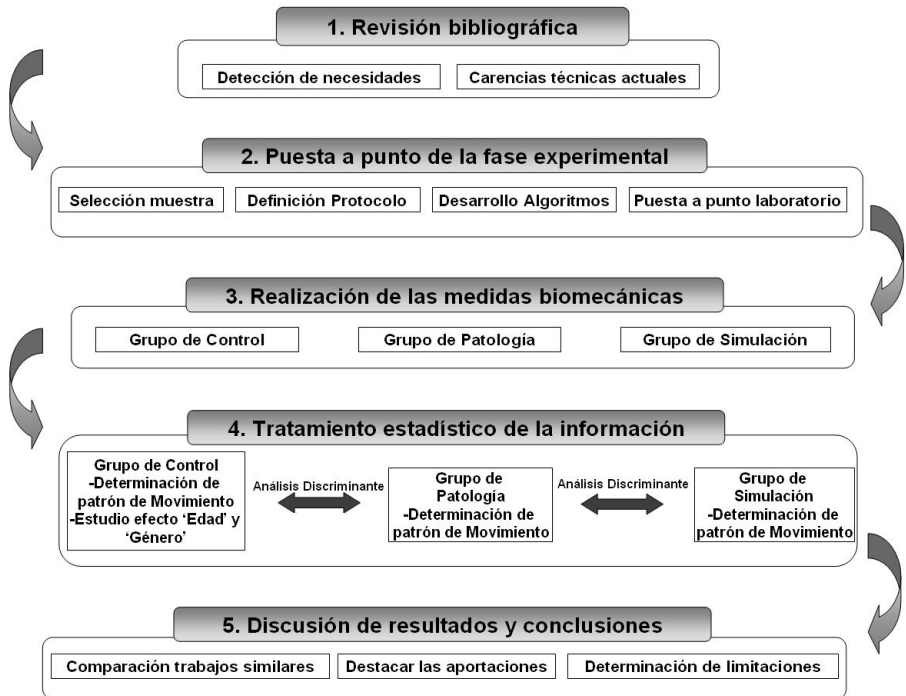 1. Revisión bibliográfica
Detección de necesidades
Carencias técnicas actuales
2. Puesta a punto de la fase experimental
Selección muestra
Definición Protocolo
Desarrollo Algoritmos
Puesta a punto laboratorio
3. Realización de las medidas biomecánicas
Grupo de Control
Grupo de Patología
Grupo de Simulación
4. Tratamiento estadístico de la información
Grupo de Control
-Determinación de
patrón de Movimiento
-Estudio efecto ‘Edad’ y
‘Género’
Análisis Discriminante
Grupo de
Patología
-Determinación de
patrón de Movimiento
Análisis Discriminante
Grupo de
Simulación
-Determinación de
patrón de Movimiento
5. Discusión de resultados y conclusiones
Comparación trabajos similares
Destacar las aportaciones
Determinación de limitaciones